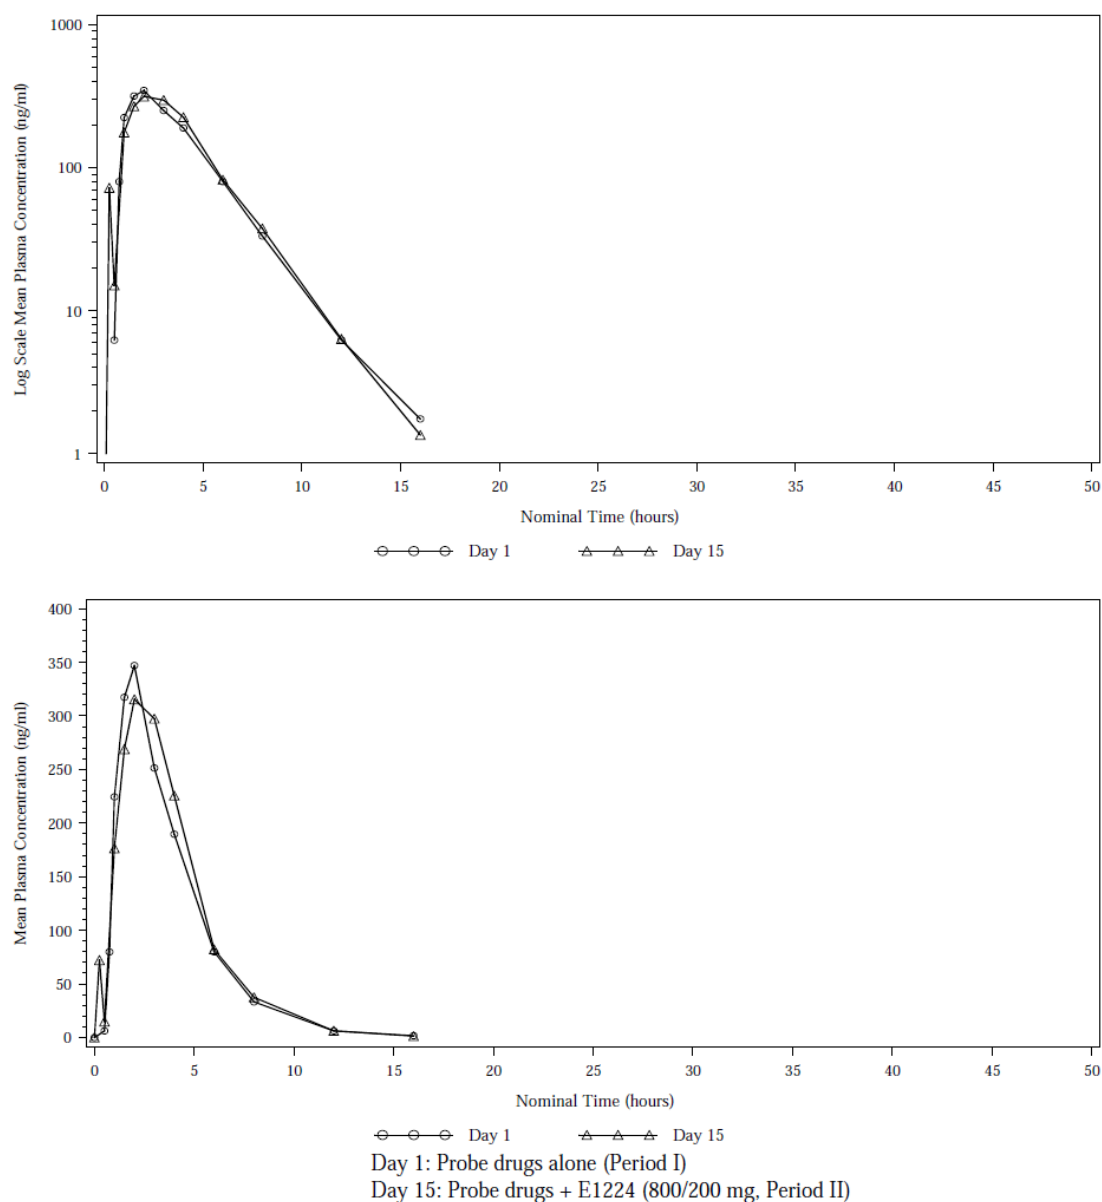 1000
100
10
1
Log Scale Mean Plasma Concentration (ng/ml)
0 5 10 15 20 25 30 35 40 45 50
Nominal Time (hours)
Day 1 Day 15
400
350
300
250
200
150
100
50
0
Mean Plasma Concentration (ng/ml)
0 5 10 15 20 25 30 35 40 45 50
Nominal Time (hours)
Day 1 Day 15
Day 1: Probe drugs alone (Period I)
Day 15: Probe drugs + E1224 (800/200 mg, Period II)